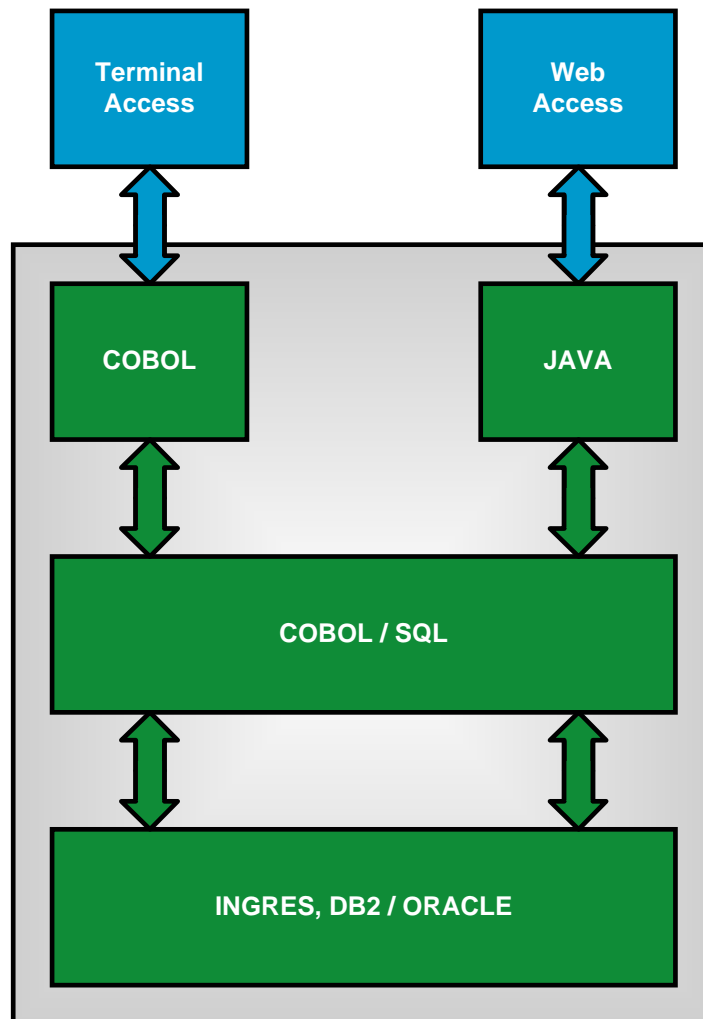 Terminal
Access
Web
Access
COBOL
JAVA
COBOL / SQL
INGRES, DB2 / ORACLE